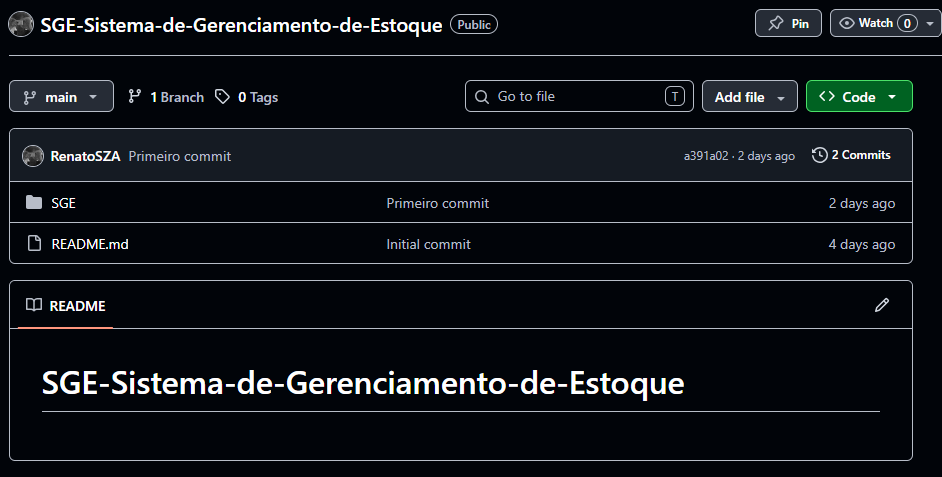 SGE-Sistema-de-Gerenciamento-de-Estoque Public Pin Watch 0
main 1 Branch 0 Tags Go to file T Add file Code
RenatoSZA Primeiro commit a391a02 · 2 days ago 2 Commits
SGE Primeiro commit 2 days ago
README.md Initial commit 4 days ago
README
SGE-Sistema-de-Gerenciamento-de-Estoque